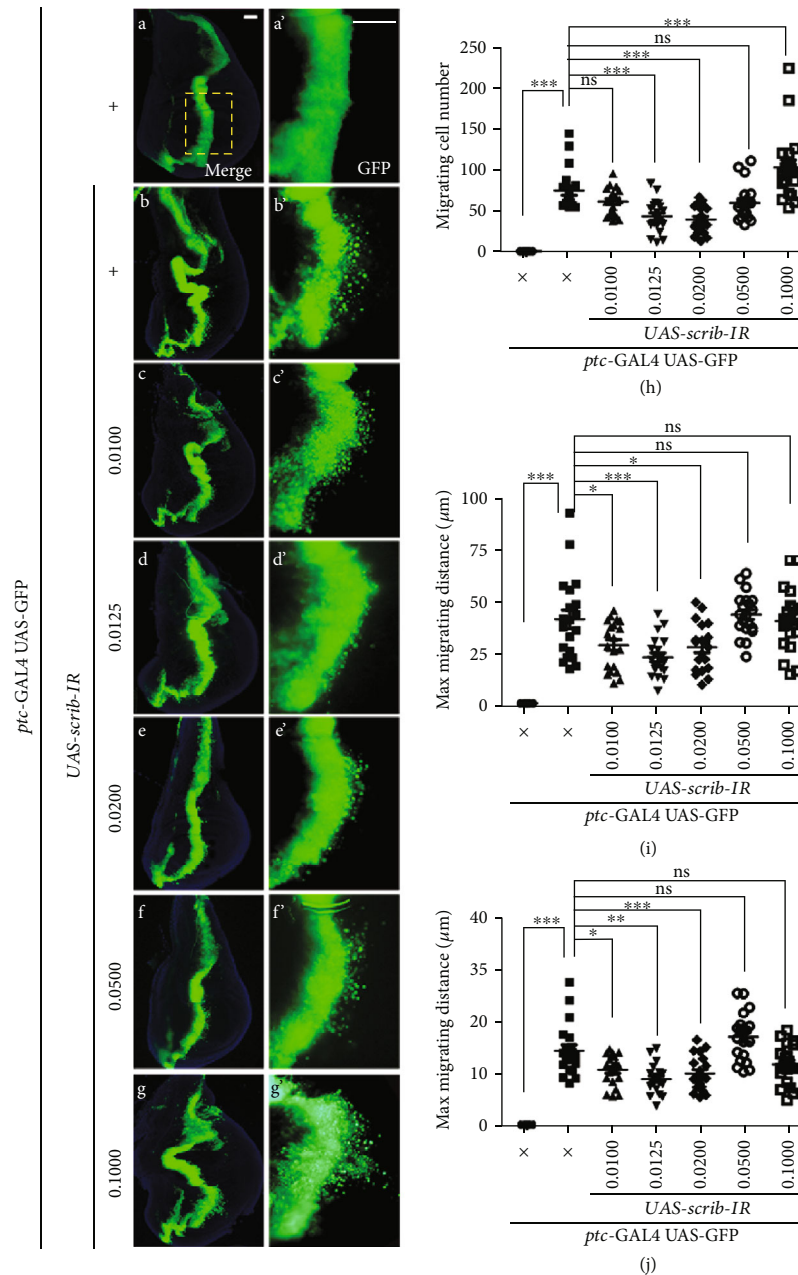 ptc-GAL4 UAS-GFP
UAS-scrib-IR
+
+
0.0100
0.0125
0.0200
0.0500
0.1000
a
Merge
a'
GFP
b
b'
c
c'
d
d'
e
e'
f
f'
g
g'
***
ns
***
***
ns
***
250
200
150
100
50
0
Migrating cell number
×
×
0.0100
0.0125
0.0200
0.0500
0.1000
UAS-scrib-IR
ptc-GAL4 UAS-GFP
(h)
ns
ns
*
***
*
***
100
75
50
25
0
Max migrating distance (μm)
×
×
0.0100
0.0125
0.0200
0.0500
0.1000
UAS-scrib-IR
ptc-GAL4 UAS-GFP
(i)
ns
ns
***
**
*
***
40
35
20
10
0
Max migrating distance (μm)
×
×
0.0100
0.0125
0.0200
0.0500
0.1000
UAS-scrib-IR
ptc-GAL4 UAS-GFP
(j)